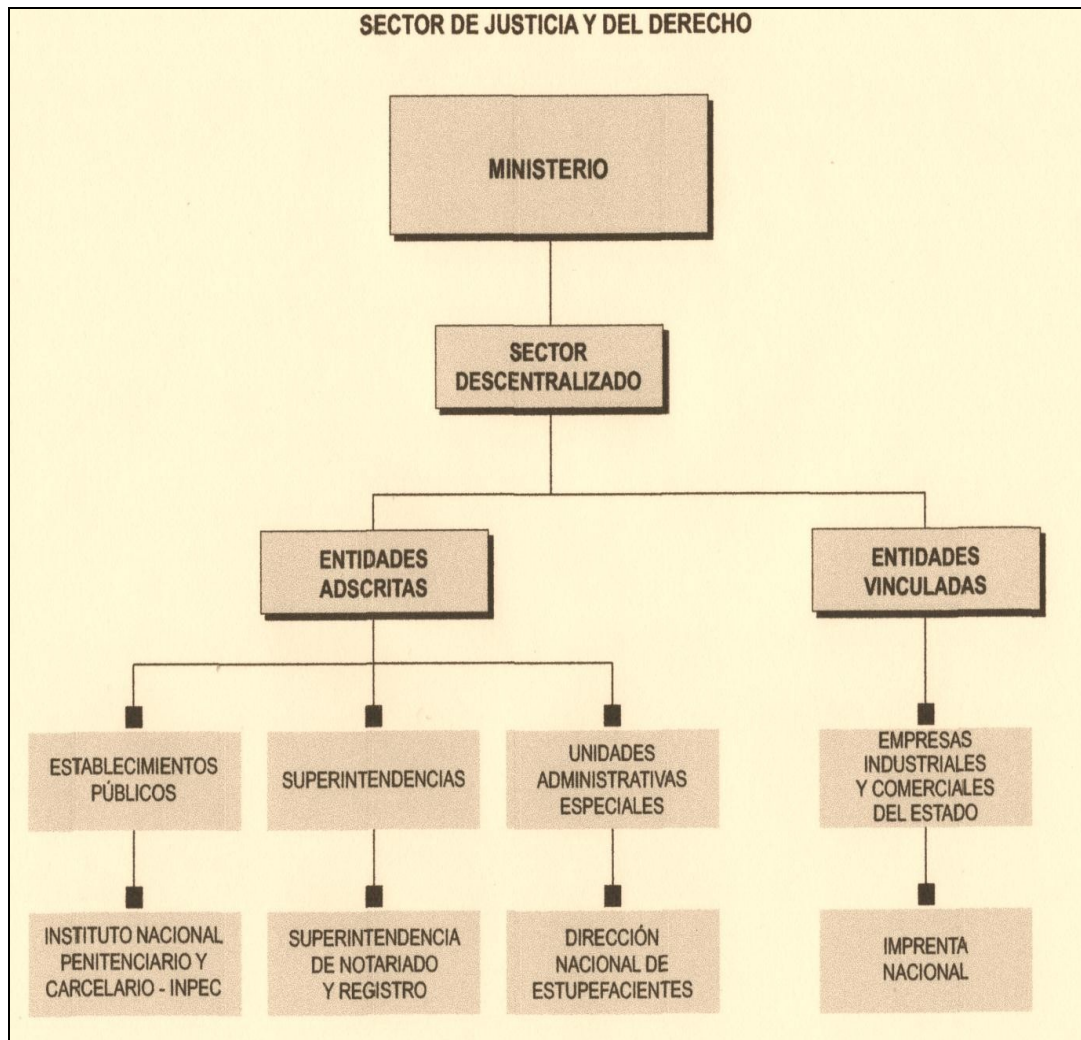 SECTOR DE JUSTICIA Y DEL DERECHO
MINISTERIO
SECTOR
DESCENTRALIZADO
ENTIDADES
ADSCRITAS
ENTIDADES
VINCULADAS
ESTABLECIMIENTOS
PÚBLICOS
SUPERINTENDENCIAS
UNIDADES
ADMINISTRATIVAS
ESPECIALES
EMPRESAS
INDUSTRIALES
Y COMERCIALES
DEL ESTADO
INSTITUTO NACIONAL
PENITENCIARIO Y
CARCELARIO - INPEC
SUPERINTENDENCIA
DE NOTARIADO
Y REGISTRO
DIRECCIÓN
NACIONAL DE
ESTUPEFACIENTES
IMPRENTA
NACIONAL